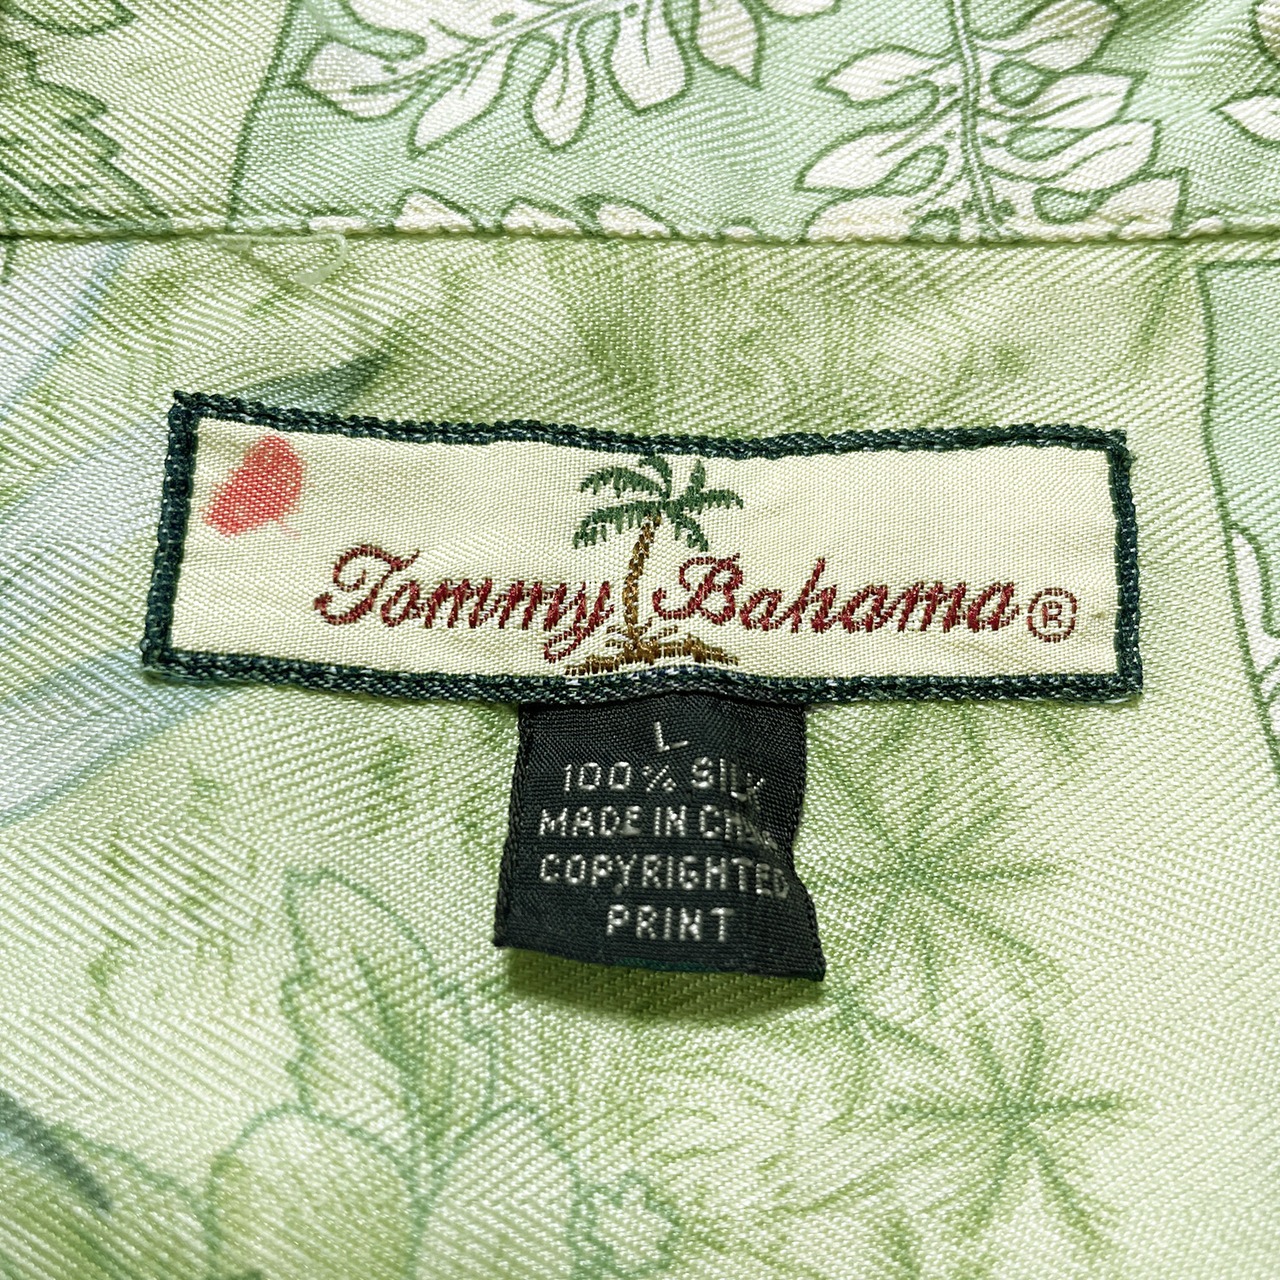 Tommy Bahama®
L
100% SILK
MADE IN CHINA
COPYRIGHTED
PRINT